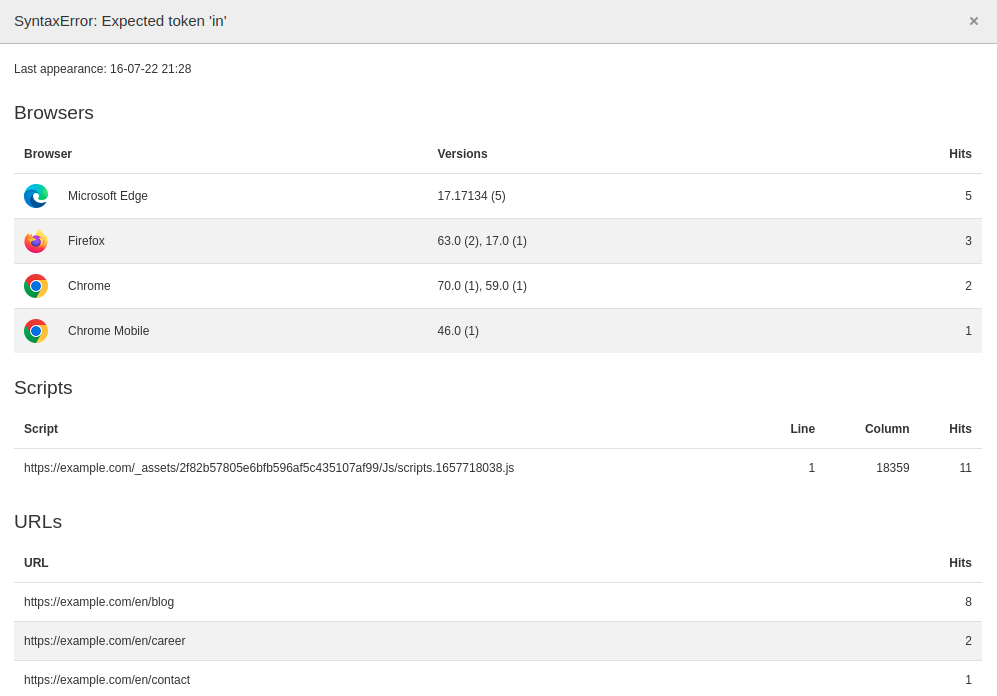 SyntaxError: Expected token 'in' ×
Last appearance: 16-07-22 21:28
Browsers
Browser Versions Hits
Microsoft Edge 17.17134 (5) 5
Firefox 63.0 (2), 17.0 (1) 3
Chrome 70.0 (1), 59.0 (1) 2
Chrome Mobile 46.0 (1) 1
Scripts
Script Line Column Hits
https://example.com/_assets/2f82b57805e6bfb596af5c435107af99/Js/scripts.1657718038.js 1 18359 11
URLs
URL Hits
https://example.com/en/blog 8
https://example.com/en/career 2
https://example.com/en/contact 1